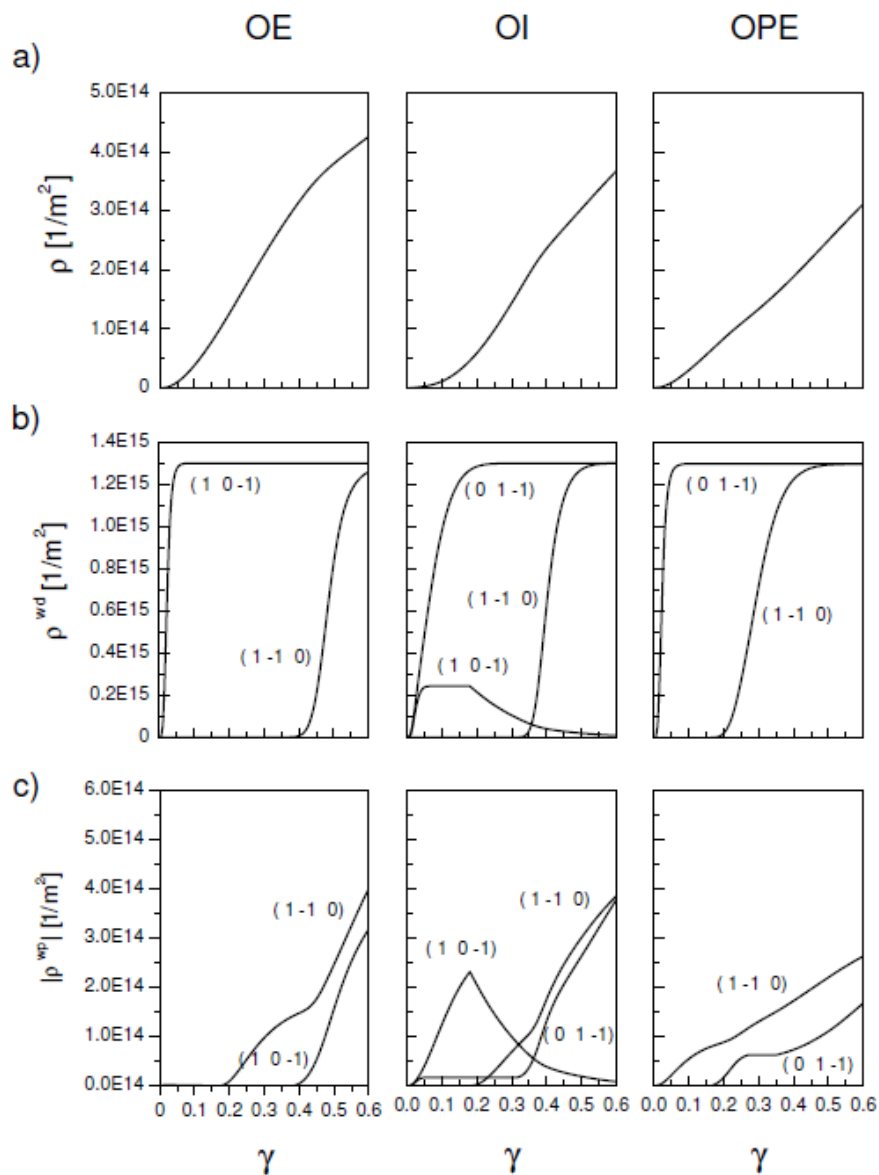 OE OI OPE
a)
5.0E14
4.0E14
3.0E14
2.0E14
1.0E14
0
ρ [1/m²]
b)
1.4E15
1.2E15
1.0E15
0.8E15
0.6E15
0.4E15
0.2E15
0
ρ^wd [1/m²]
(1 0-1)
(1-1 0)
(0 1-1)
(1-1 0)
(1 0-1)
(0 1-1)
(1-1 0)
c)
6.0E14
5.0E14
4.0E14
3.0E14
2.0E14
1.0E14
0.0E14
|ρ^wp| [1/m²]
(1-1 0)
(1 0-1)
(1-1 0)
(1 0-1)
(0 1-1)
(1-1 0)
(0 1-1)
0 0.1 0.2 0.3 0.4 0.5 0.6 0.0 0.1 0.2 0.3 0.4 0.5 0.6 0.0 0.1 0.2 0.3 0.4 0.5 0.6
γ γ γ